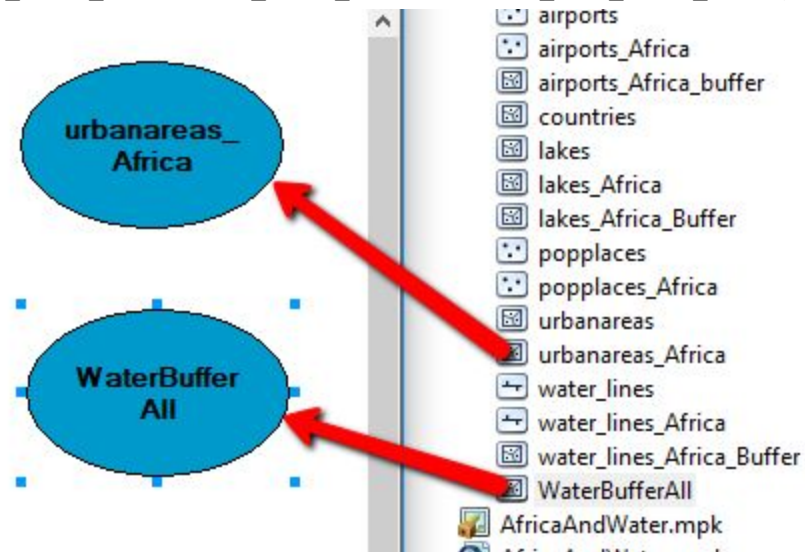 urbanareas_
Africa
WaterBuffer
All
airports
airports_Africa
airports_Africa_buffer
countries
lakes
lakes_Africa
lakes_Africa_Buffer
popplaces
popplaces_Africa
urbanareas
urbanareas_Africa
water_lines
water_lines_Africa
water_lines_Africa_Buffer
WaterBufferAll
AfricaAndWater.mpk